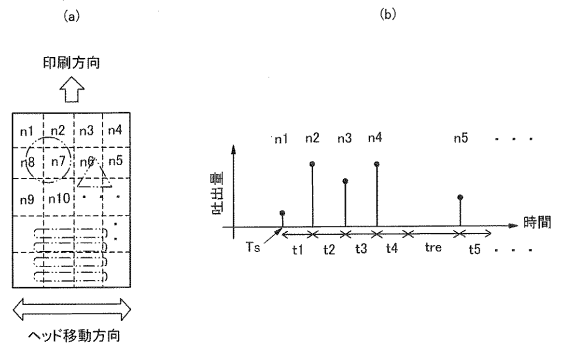 (a)
印刷方向
n1 n2 n3 n4
n8 n7 n6 n5
n9 n10 ・ ・ ・
ヘッド移動方向
(b)
n1 n2 n3 n4 n5 ・ ・ ・
吐出量
時間
Ts t1 t2 t3 t4 tre t5 ・ ・ ・